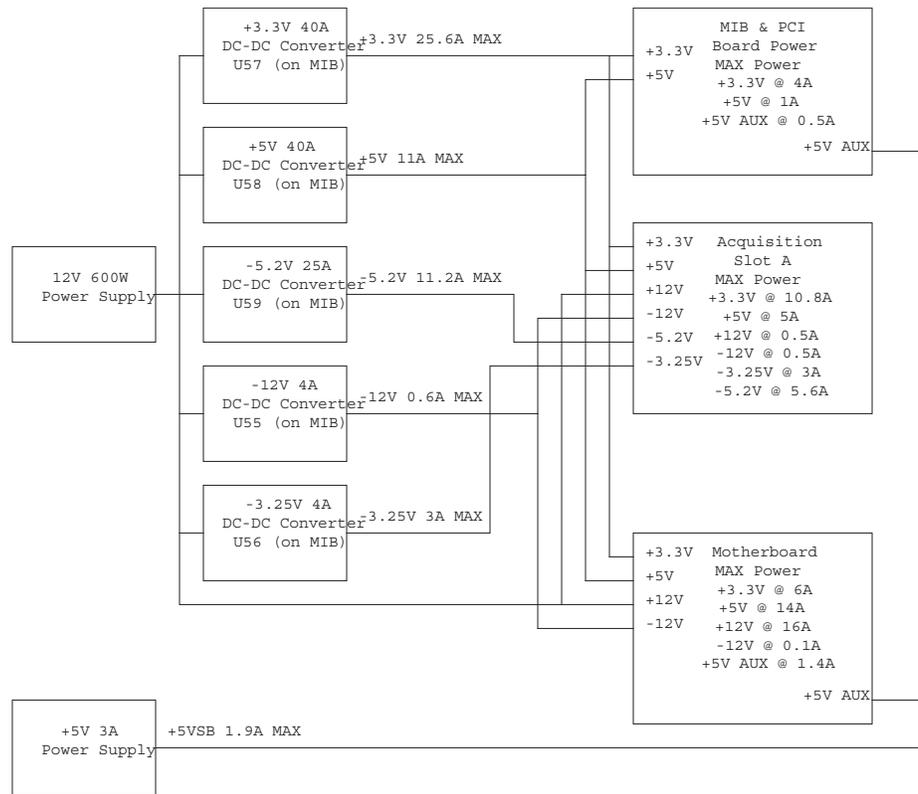 +3.3V 40A
DC-DC Converter
U57 (on MIB)
+3.3V 25.6A MAX
+5V 40A
DC-DC Converter
U58 (on MIB)
+5V 11A MAX
12V 600W
Power Supply
-5.2V 25A
DC-DC Converter
U59 (on MIB)
-5.2V 11.2A MAX
-12V 4A
DC-DC Converter
U55 (on MIB)
-12V 0.6A MAX
-3.25V 4A
DC-DC Converter
U56 (on MIB)
-3.25V 3A MAX
+5V 3A
Power Supply
+5VSB 1.9A MAX
+3.3V
+5V
MIB & PCI
Board Power
MAX Power
+3.3V @ 4A
+5V @ 1A
+5V AUX @ 0.5A
+5V AUX
+3.3V
+5V
+12V
-12V
-5.2V
-3.25V
Acquisition
Slot A
MAX Power
+3.3V @ 10.8A
+5V @ 5A
+12V @ 0.5A
-12V @ 0.5A
-3.25V @ 3A
-5.2V @ 5.6A
+3.3V
+5V
+12V
-12V
Motherboard
MAX Power
+3.3V @ 6A
+5V @ 14A
+12V @ 16A
-12V @ 0.1A
+5V AUX @ 1.4A
+5V AUX